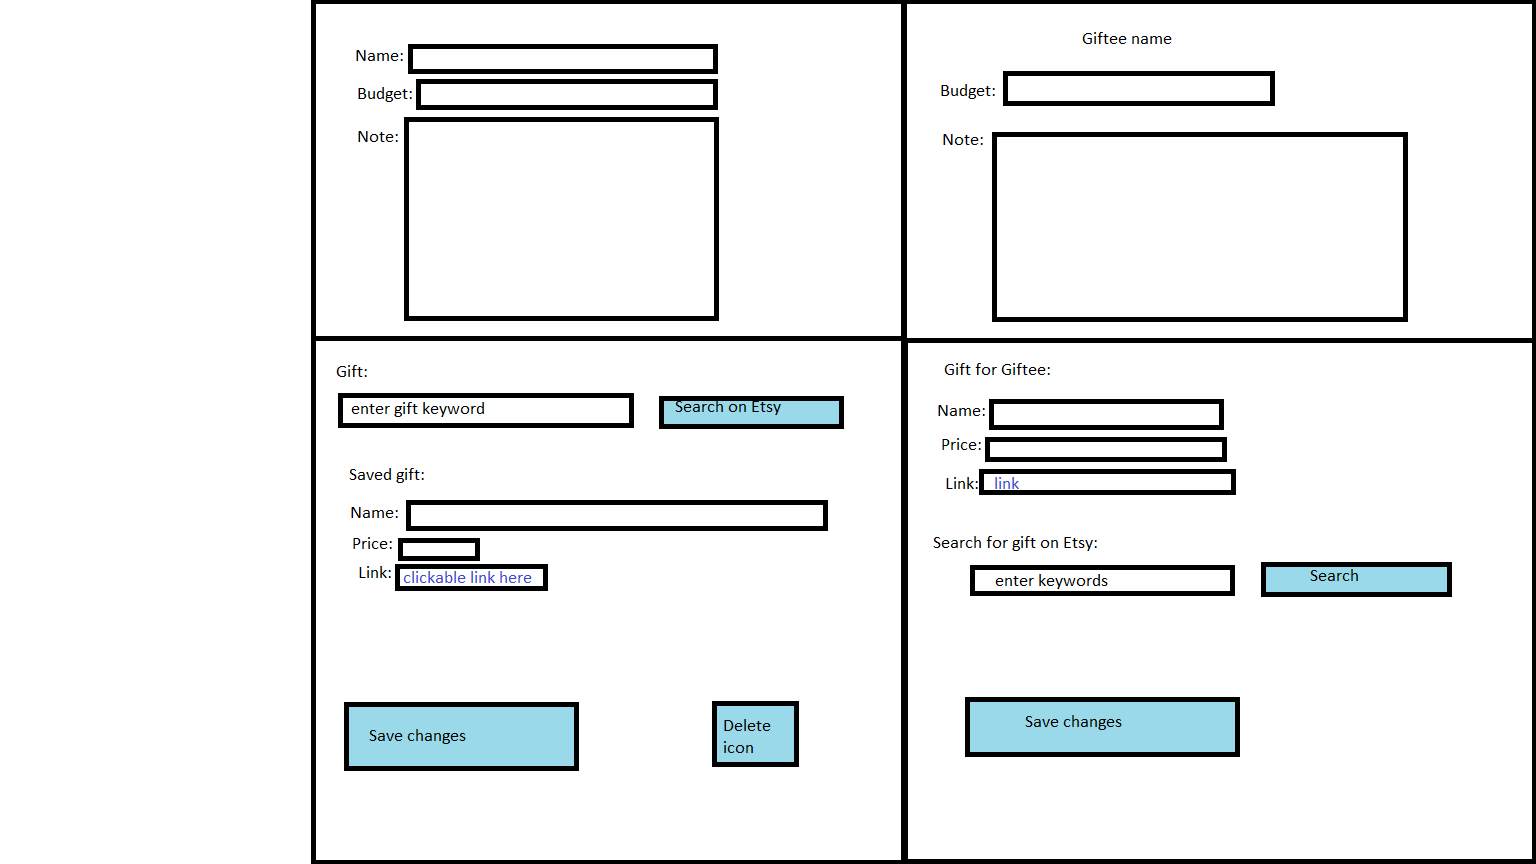 Name:
Budget:
Note:
Giftee name
Budget:
Note:
Gift:
enter gift keyword
Search on Etsy
Saved gift:
Name:
Price:
Link:
clickable link here
Save changes
Delete
icon
Gift for Giftee:
Name:
Price:
Link:
link
Search for gift on Etsy:
enter keywords
Search
Save changes